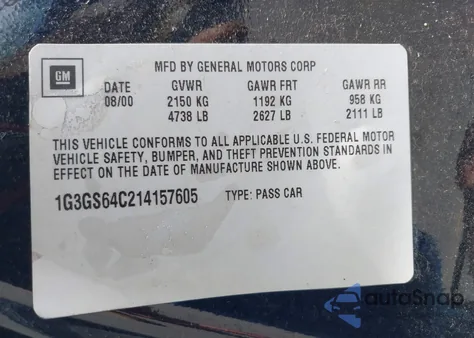 GM
MFD BY GENERAL MOTORS CORP
DATE GVWR GAWR FRT GAWR RR
08/00 2150 KG 1192 KG 958 KG
4738 LB 2627 LB 2111 LB
THIS VEHICLE CONFORMS TO ALL APPLICABLE U.S. FEDERAL MOTOR
VEHICLE SAFETY, BUMPER, AND THEFT PREVENTION STANDARDS IN
EFFECT ON THE DATE OF MANUFACTURE SHOWN ABOVE.
1G3GS64C214157605 TYPE: PASS CAR
autoSnap